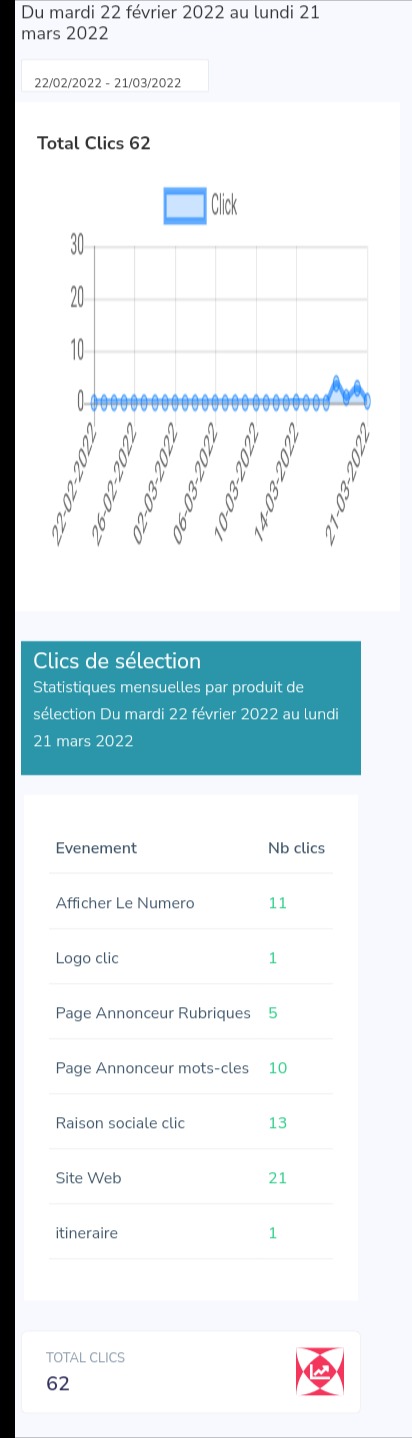 Du mardi 22 février 2022 au lundi 21
mars 2022
22/02/2022 - 21/03/2022
Total Clics 62
Click
30
20
10
0
22-02-2022
26-02-2022
02-03-2022
06-03-2022
10-03-2022
14-03-2022
21-03-2022
Clics de sélection
Statistiques mensuelles par produit de
sélection Du mardi 22 février 2022 au lundi
21 mars 2022
Evenement Nb clics
Afficher Le Numero 11
Logo clic 1
Page Annonceur Rubriques 5
Page Annonceur mots-cles 10
Raison sociale clic 13
Site Web 21
itineraire 1
TOTAL CLICS
62